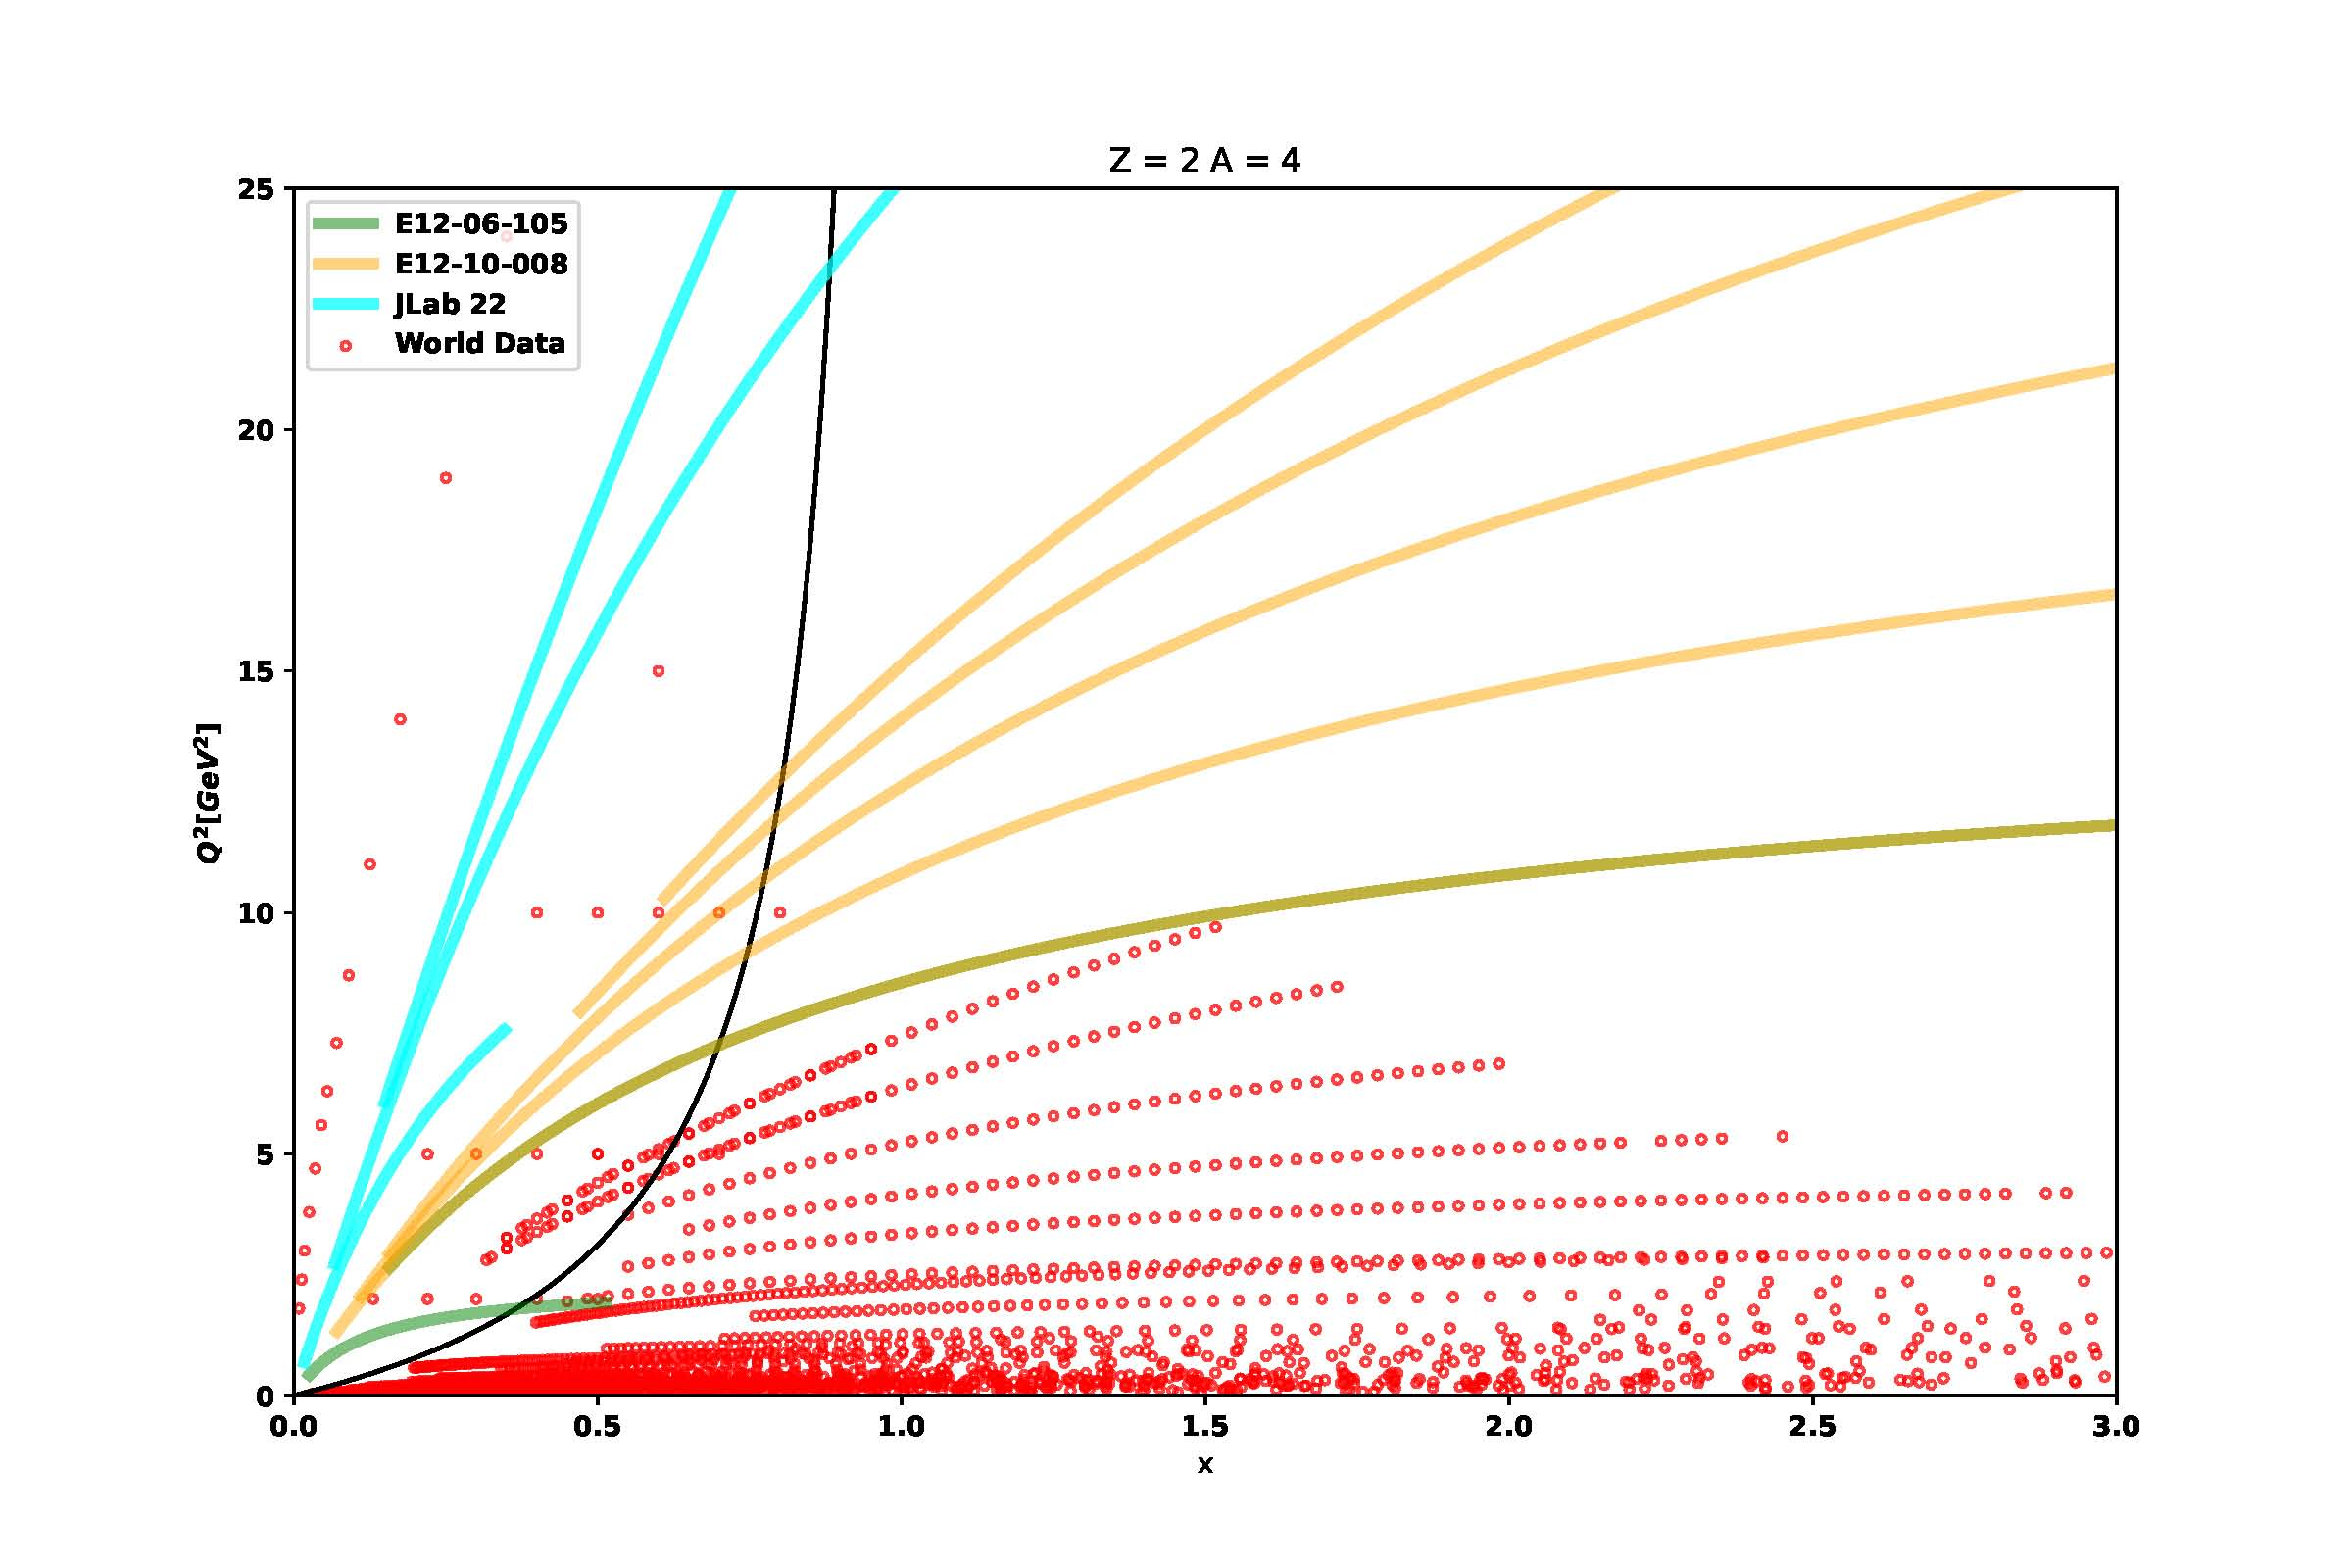 Z = 2 A = 4
25
20
15
10
5
0
Q²[GeV²]
E12-06-105
E12-10-008
JLab 22
World Data
0.0 0.5 1.0 1.5 2.0 2.5 3.0
x